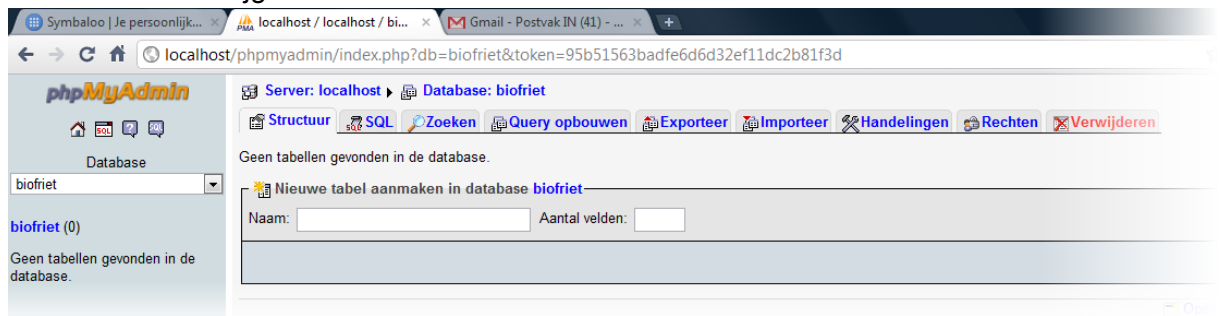 Symbaloo | Je persoonlijk... × localhost / localhost / bi... × Gmail - Postvak IN (41) - ... ×
localhost/phpmyadmin/index.php?db=biofriet&token=95b51563badfe6d6d32ef11dc2b81f3d
phpMyAdmin
Database
biofriet
biofriet (0)
Geen tabellen gevonden in de
database.
Server: localhost ▸ Database: biofriet
Structuur SQL Zoeken Query opbouwen Exporteer Importeer Handelingen Rechten Verwijderen
Geen tabellen gevonden in de database.
Nieuwe tabel aanmaken in database biofriet
Naam: Aantal velden: